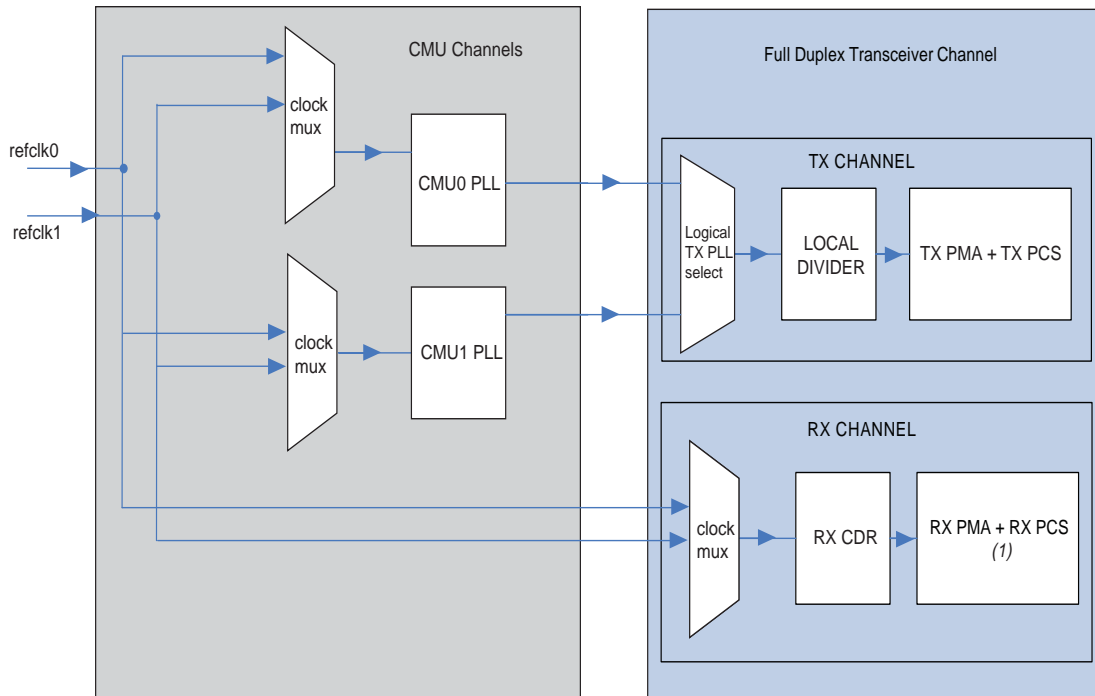 CMU Channels
Full Duplex Transceiver Channel
refclk0
refclk1
clock
mux
CMU0 PLL
clock
mux
CMU1 PLL
TX CHANNEL
Logical
TX PLL
select
LOCAL
DIVIDER
TX PMA + TX PCS
RX CHANNEL
clock
mux
RX CDR
RX PMA + RX PCS
(1)